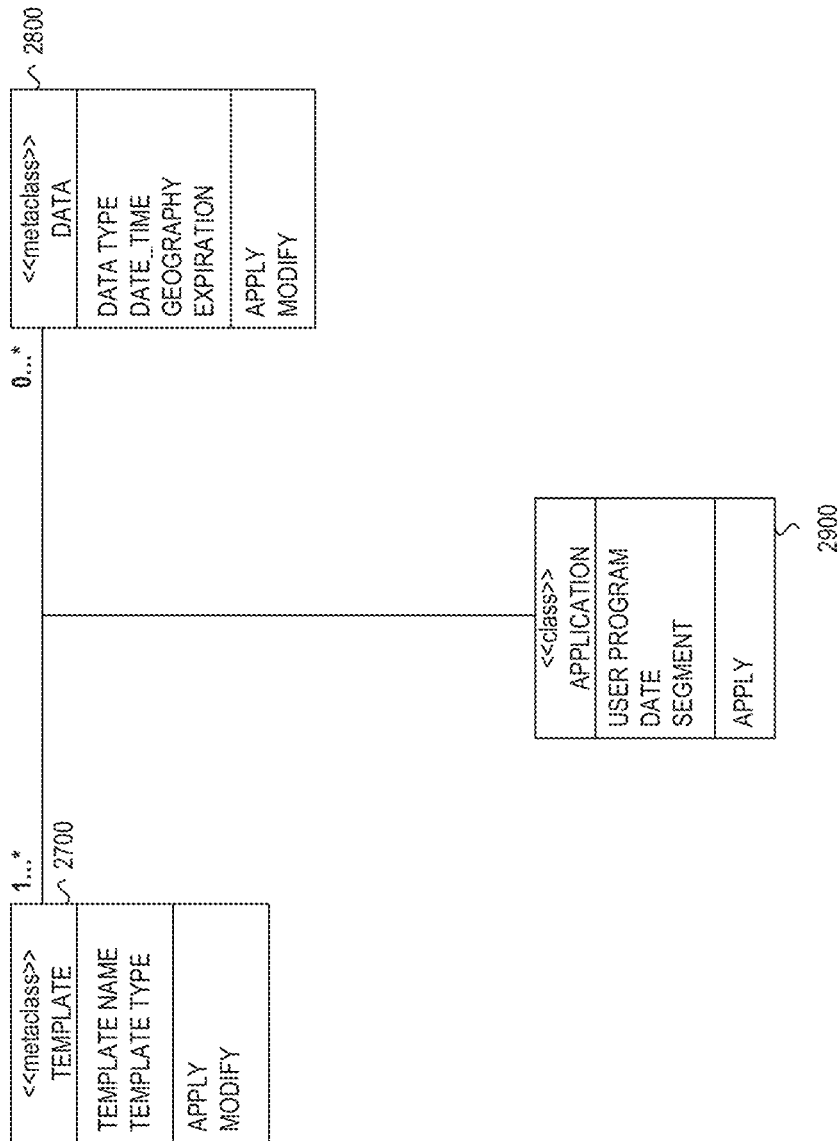 <<metaclass>>
TEMPLATE
TEMPLATE NAME
TEMPLATE TYPE
APPLY
MODIFY
1...*
2700
<<class>>
APPLICATION
USER PROGRAM
DATE
SEGMENT
APPLY
2900
0...*
<<metaclass>>
DATA
DATA TYPE
DATE_TIME
GEOGRAPHY
EXPIRATION
APPLY
MODIFY
2800